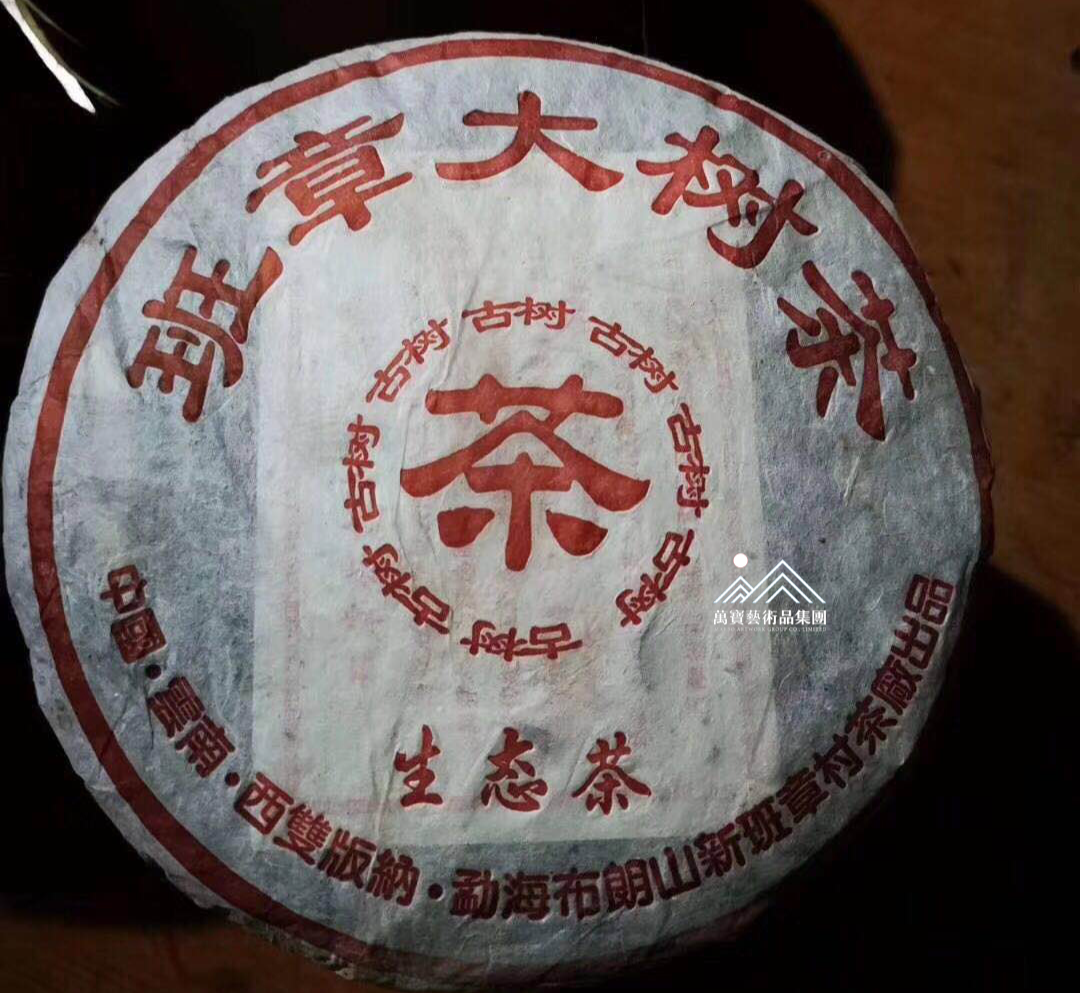 班章大树茶
古树 古树 古树 古树 古树 古树 古树 古树
茶
生态茶
中國·雲南·西雙版納·勐海布朗山新班章村茶廠出品
萬寶藝術品集團